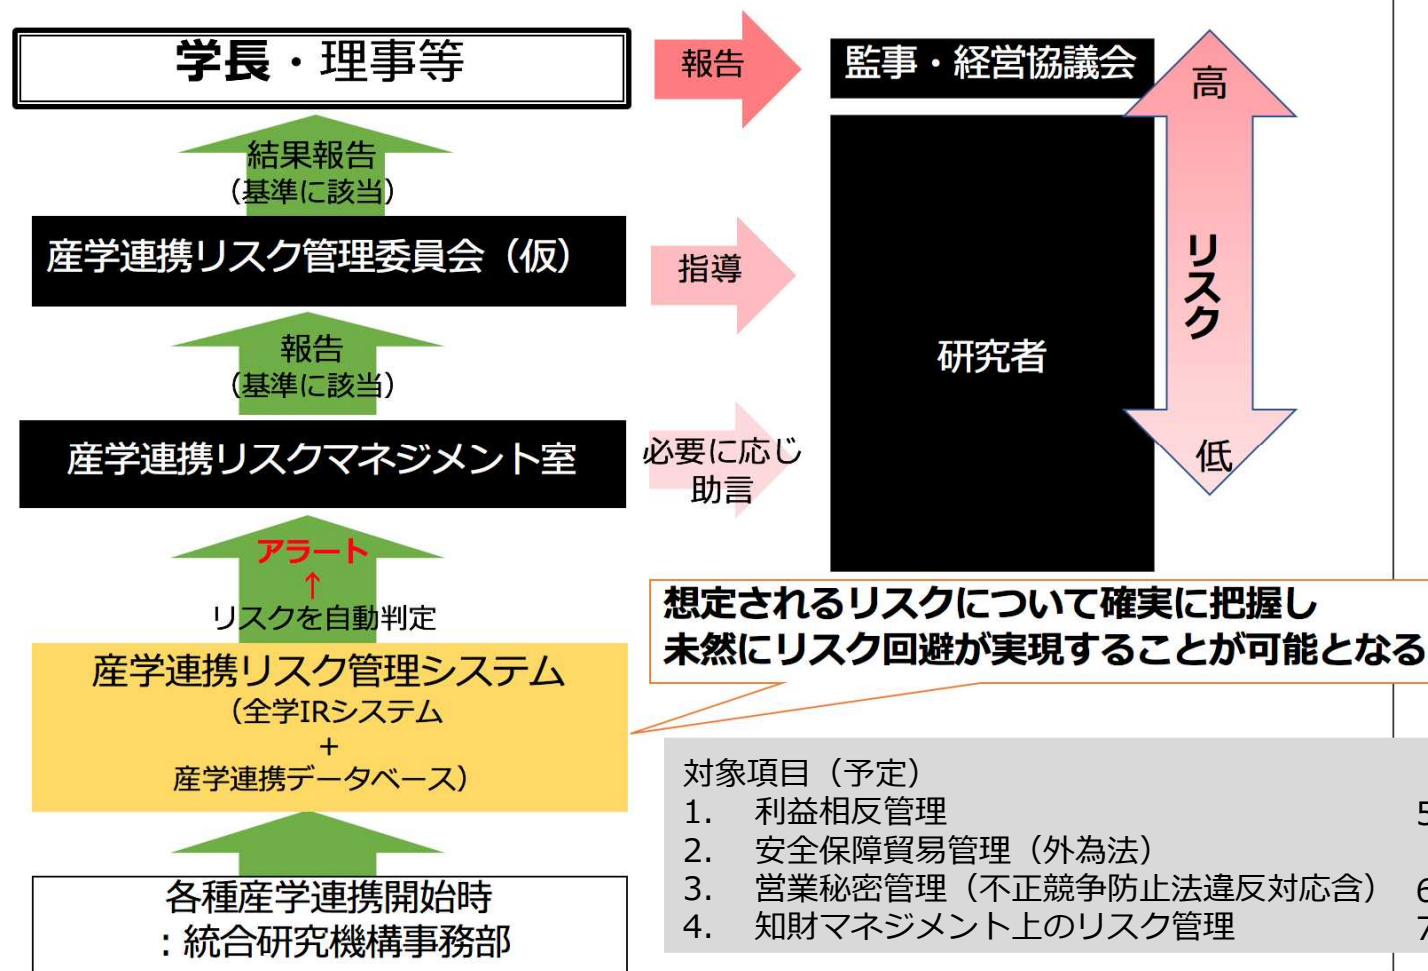 学長・理事等
報告
監事・経営協議会
高
結果報告
（基準に該当）
産学連携リスク管理委員会（仮）
指導
リスク
報告
（基準に該当）
研究者
産学連携リスクマネジメント室
必要に応じ
助言
低
アラート
↑
リスクを自動判定
想定されるリスクについて確実に把握し
未然にリスク回避が実現することが可能となる
産学連携リスク管理システム
（全学IRシステム
+
産学連携データベース）
対象項目（予定）
1. 利益相反管理
2. 安全保障貿易管理（外為法）
3. 営業秘密管理（不正競争防止法違反対応含）
4. 知財マネジメント上のリスク管理
5
6
7
各種産学連携開始時
：統合研究機構事務部